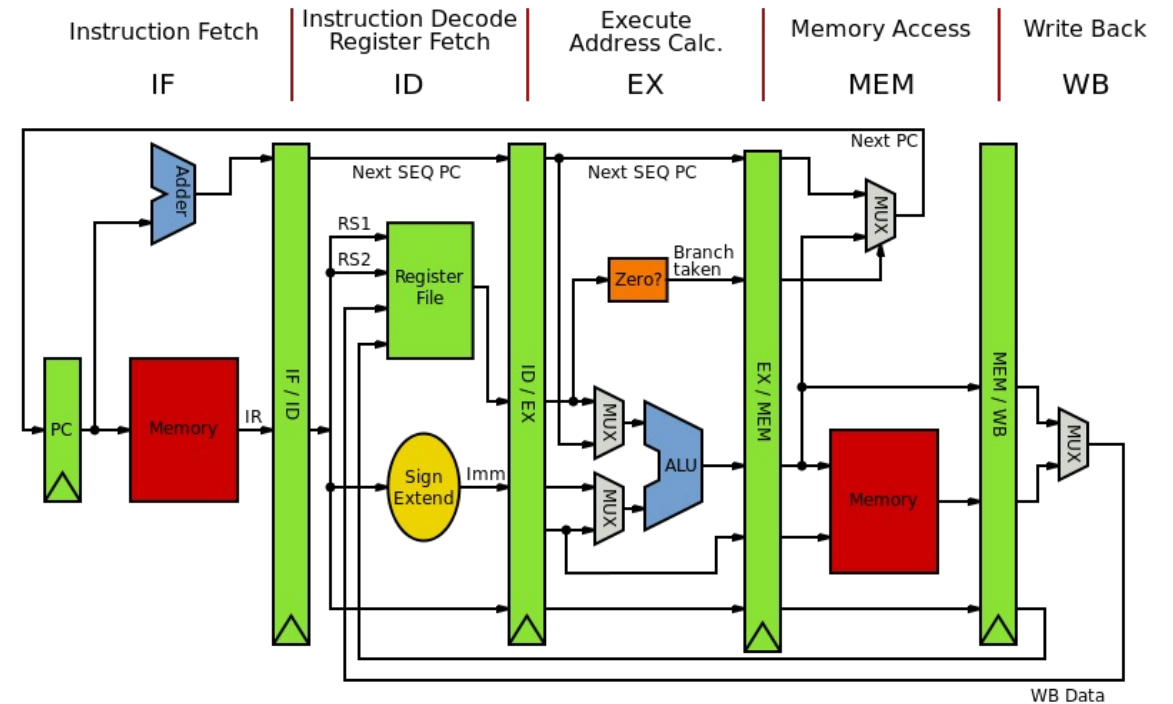 Instruction Fetch
IF
Instruction Decode
Register Fetch
ID
Execute
Address Calc.
EX
Memory Access
MEM
Write Back
WB
Next PC
Adder
Next SEQ PC
Next SEQ PC
MUX
RS1
RS2
Register
File
Branch
taken
Zero?
IF / ID
ID / EX
EX / MEM
MEM / WB
PC
Memory
IR
MUX
ALU
MUX
Sign
Extend
Imm
MUX
Memory
MUX
WB Data